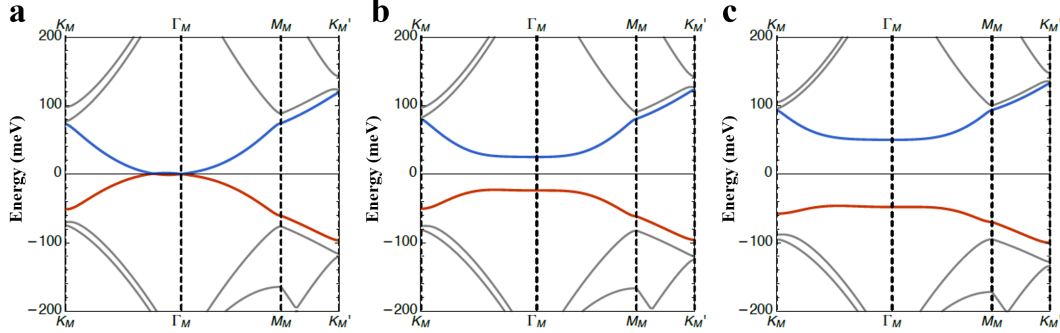 a
K_M Γ_M M_M K_M'
Energy (meV)
200
100
0
−100
−200
K_M Γ_M M_M K_M'
b
K_M Γ_M M_M K_M'
Energy (meV)
200
100
0
−100
−200
K_M Γ_M M_M K_M'
c
K_M Γ_M M_M K_M'
Energy (meV)
200
100
0
−100
−200
K_M Γ_M M_M K_M'